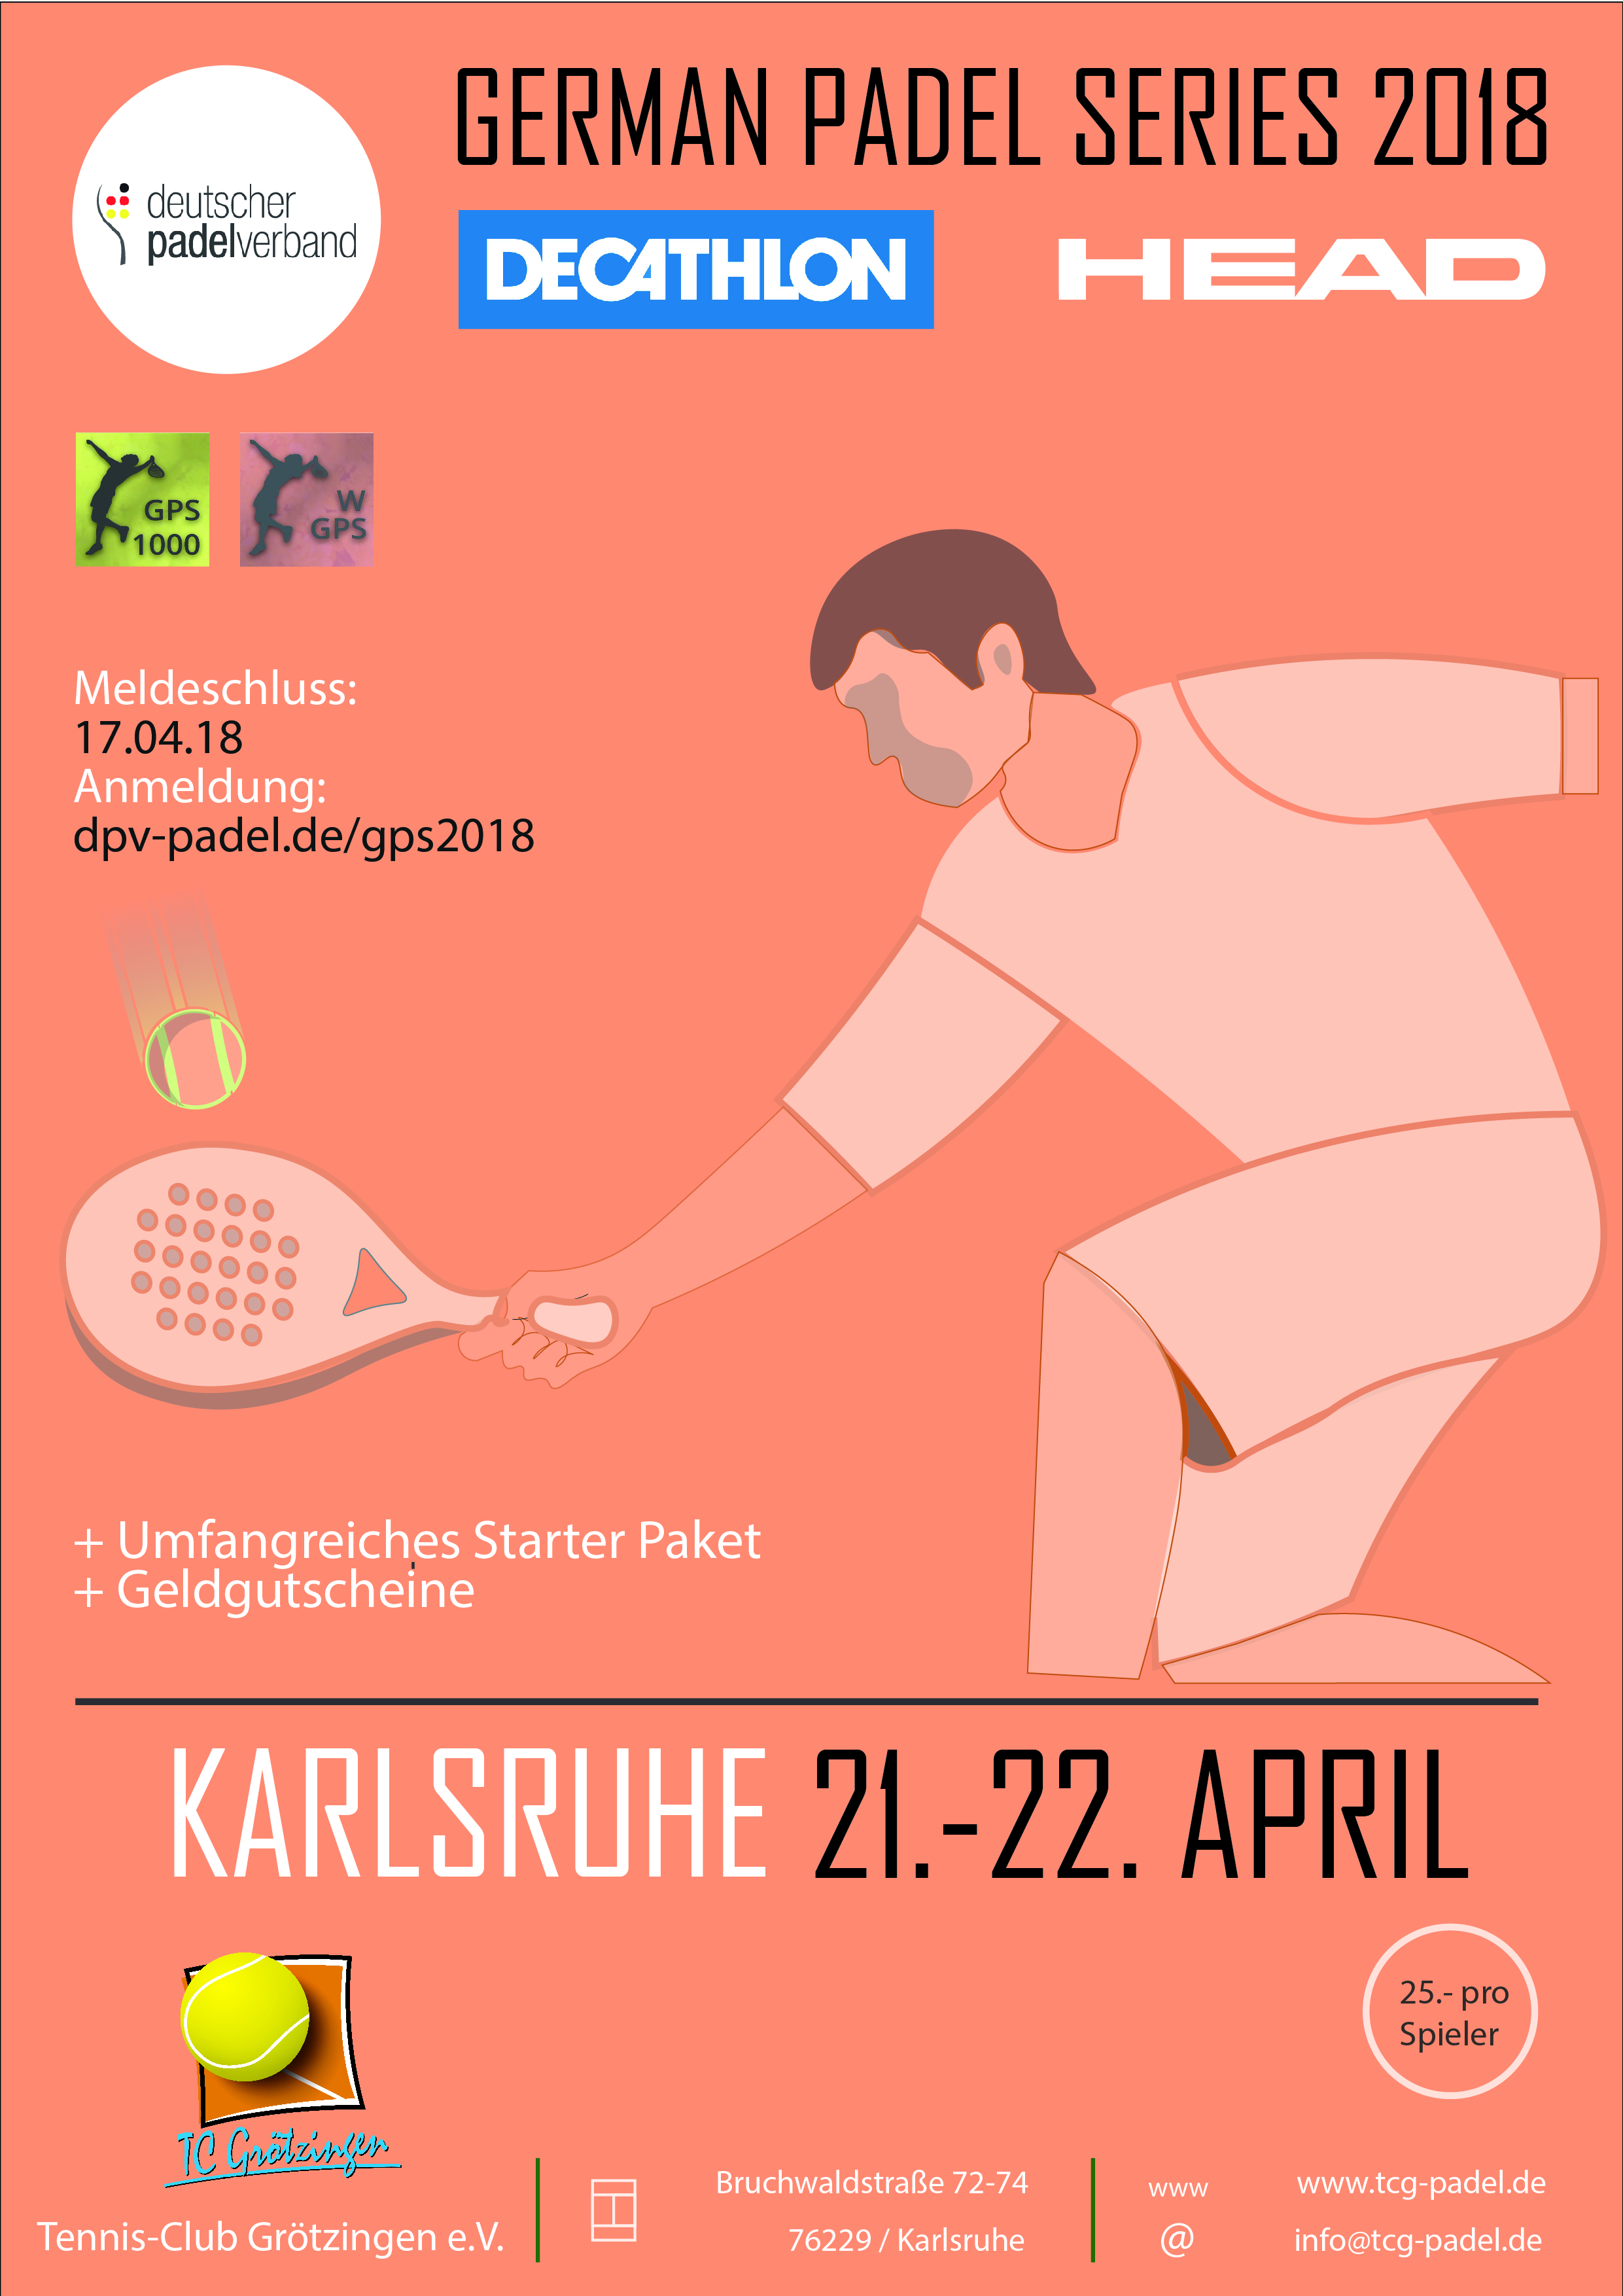 GERMAN PADEL SERIES 2018
deutscher
padelverband
DECATHLON
HEAD
GPS
1000
W
GPS
Meldeschluss:
17.04.18
Anmeldung:
dpv-padel.de/gps2018
+ Umfangreiches Starter Paket
+ Geldgutscheine
KARLSRUHE 21.-22. APRIL
25.- pro
Spieler
TC Grötzingen
Tennis-Club Grötzingen e.V.
Bruchwaldstraße 72-74
76229 / Karlsruhe
www www.tcg-padel.de
@ info@tcg-padel.de